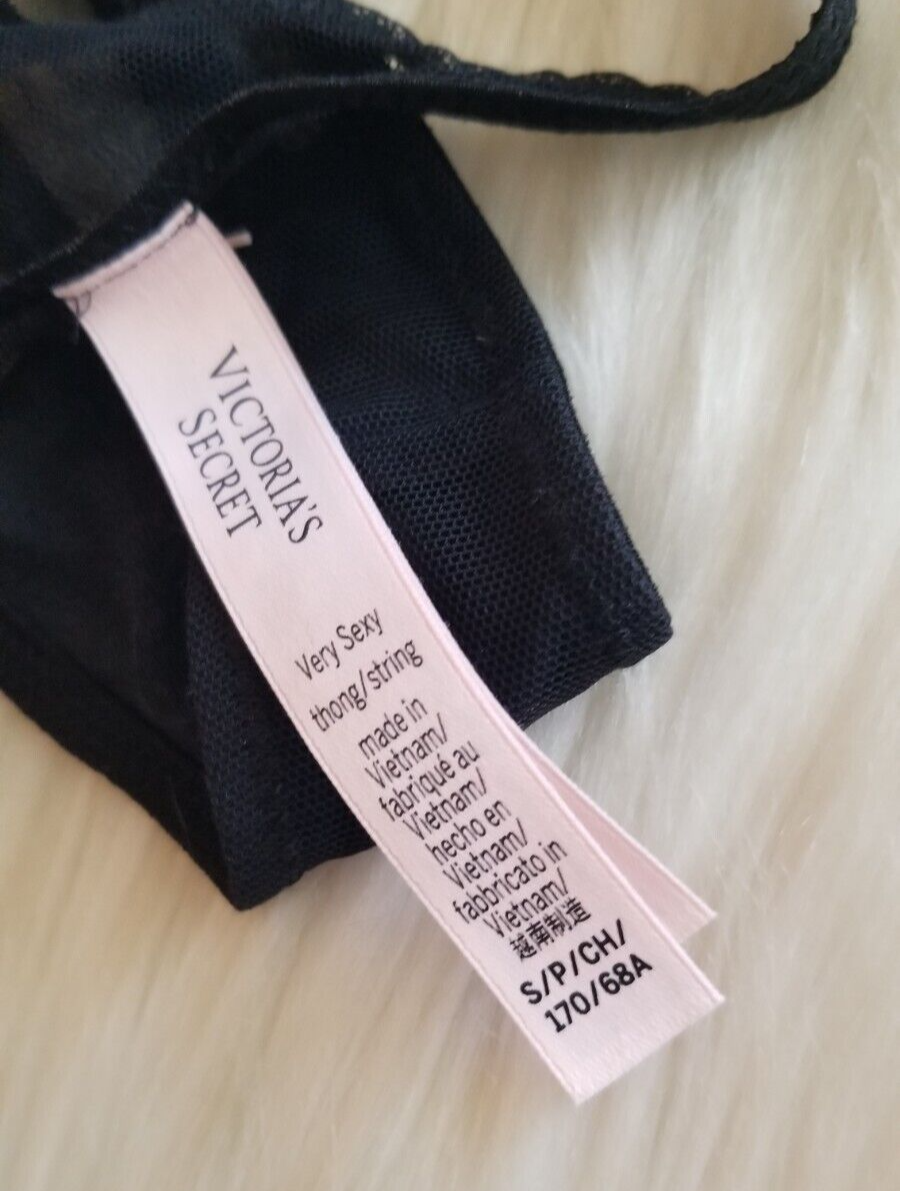 VICTORIA'S
SECRET
Very Sexy
thong/string
made in
Vietnam/
fabriqué au
Vietnam/
hecho en
Vietnam/
fabbricato in
Vietnam/
越南制造
S/P/CH/
170/68A